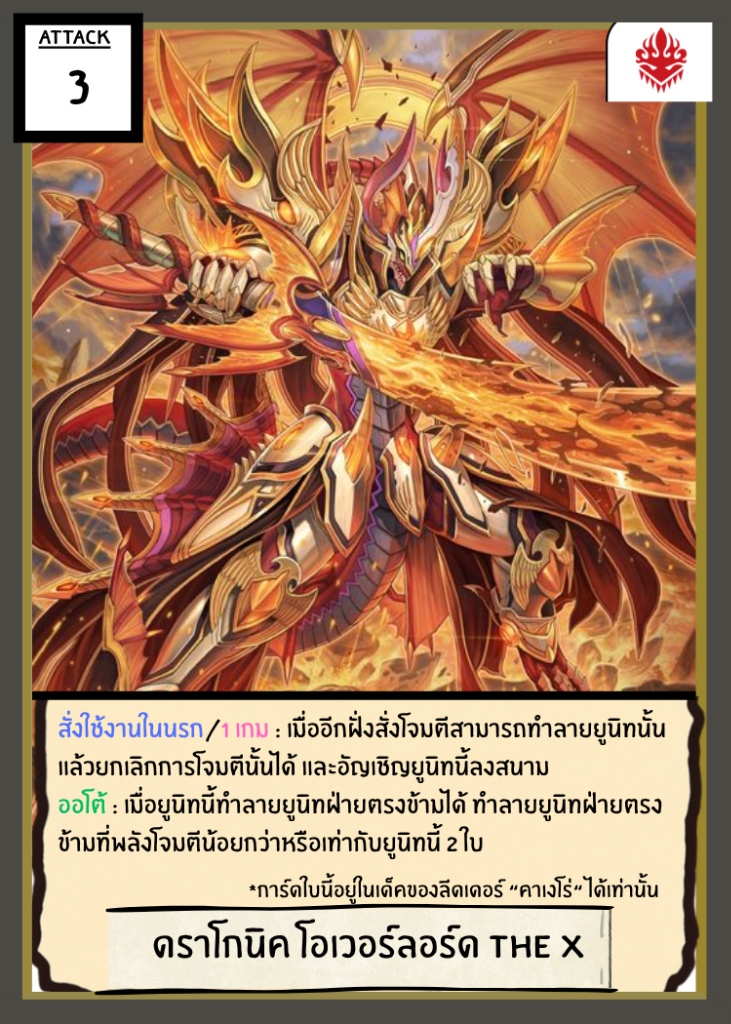 ATTACK
3
สั่งใช้งานในนรก/1 เกม : เมื่ออีกฝั่งสั่งโจมตีสามารถทำลายยูนิทนั้น
แล้วยกเลิกการโจมตีนั้นได้ และอัญเชิญยูนิทนี้ลงสนาม
ออโต้ : เมื่อยูนิทนี้ทำลายยูนิทฝ่ายตรงข้ามได้ ทำลายยูนิทฝ่ายตรง
ข้ามที่พลังโจมตีน้อยกว่าหรือเท่ากับยูนิทนี้ 2 ใบ
*การ์ดใบนี้อยู่ในเด็คของลีดเดอร์ “คาเงโร่“ ได้เท่านั้น
ดราโกนิค โอเวอร์ลอร์ด THE X